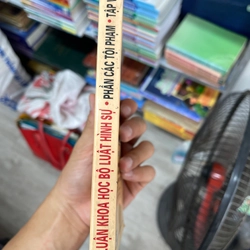 LUẬN KHOA HỌC BỘ LUẬT HÌNH SỰ • PHẦN CÁC TỘI PHẠM • TẬP